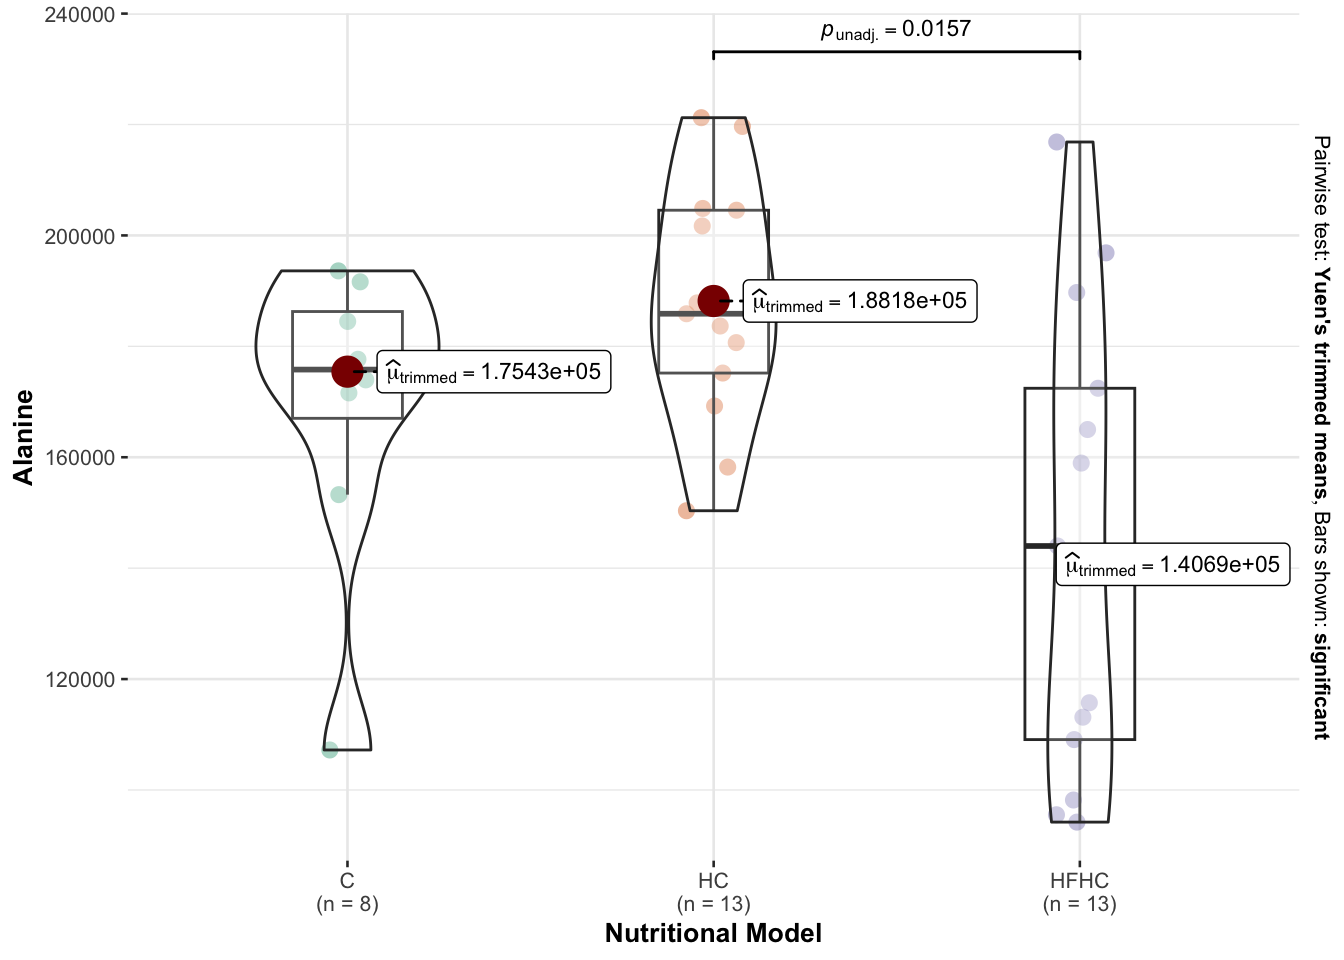 240000
200000
160000
120000
Alanine
p unadj. = 0.0157
μ̂ trimmed = 1.7543e+05
μ̂ trimmed = 1.8818e+05
μ̂ trimmed = 1.4069e+05
Pairwise test: Yuen's trimmed means, Bars shown: significant
C
(n = 8)
HC
(n = 13)
HFHC
(n = 13)
Nutritional Model